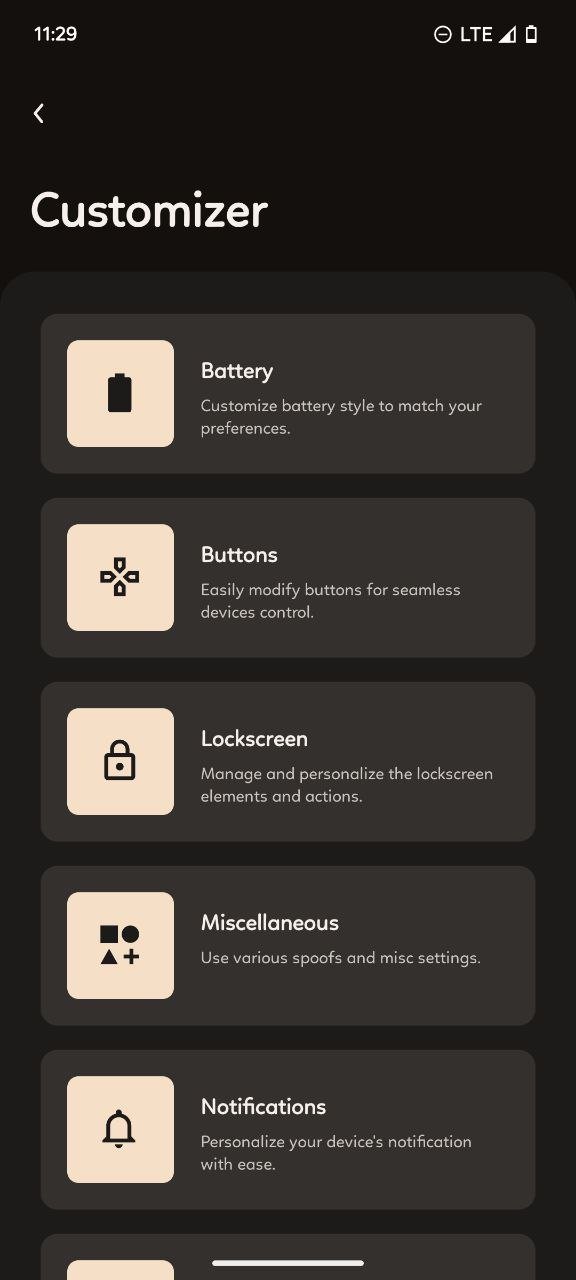 11:29
LTE
Customizer
Battery
Customize battery style to match your
preferences.
Buttons
Easily modify buttons for seamless
devices control.
Lockscreen
Manage and personalize the lockscreen
elements and actions.
Miscellaneous
Use various spoofs and misc settings.
Notifications
Personalize your device's notification
with ease.